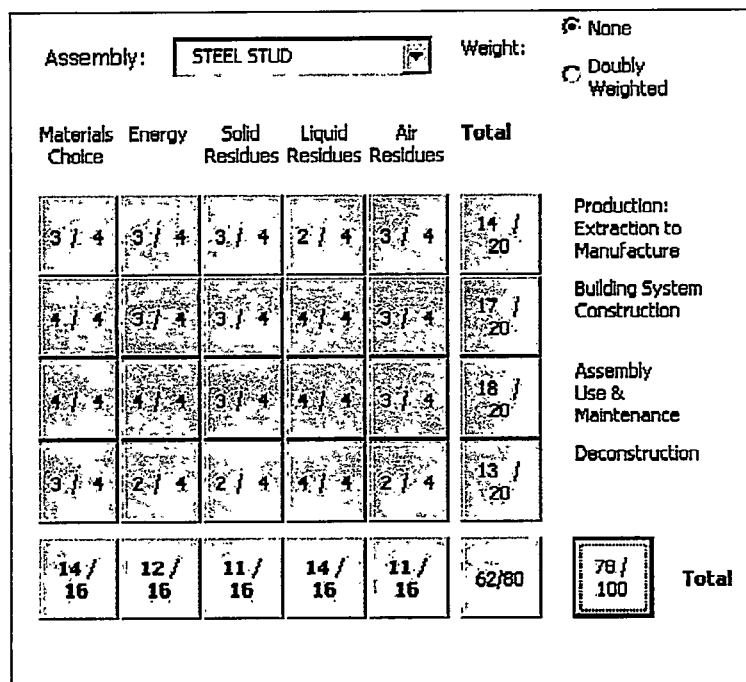 Assembly: STEEL STUD Weight: None
Doubly
Weighted
Materials
Choice Energy Solid
Residues Liquid
Residues Air
Residues Total
3 / 4 3 / 4 3 / 4 2 / 4 3 / 4 14 /
20 Production:
Extraction to
Manufacture
4 / 4 3 / 4 3 / 4 4 / 4 3 / 4 17 /
20 Building System
Construction
4 / 4 4 / 4 3 / 4 4 / 4 3 / 4 18 /
20 Assembly
Use &
Maintenance
3 / 4 2 / 4 2 / 4 4 / 4 2 / 4 13 /
20 Deconstruction
14 /
16 12 /
16 11 /
16 14 /
16 11 /
16 62/80 78 /
100 Total